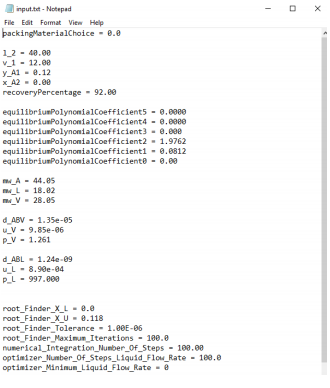 input.txt - Notepad
File Edit Format View Help
packingMaterialChoice = 0.0
l_2 = 40.00
v_1 = 12.00
y_A1 = 0.12
x_A2 = 0.00
recoveryPercentage = 92.00
equilibriumPolynomialCoefficient5 = 0.0000
equilibriumPolynomialCoefficient4 = 0.0000
equilibriumPolynomialCoefficient3 = 0.000
equilibriumPolynomialCoefficient2 = 1.9762
equilibriumPolynomialCoefficient1 = 0.0812
equilibriumPolynomialCoefficient0 = 0.00
mw_A = 44.05
mw_L = 18.02
mw_V = 28.05
d_ABV = 1.35e-05
u_V = 9.85e-06
p_V = 1.261
d_ABL = 1.24e-09
u_L = 8.90e-04
p_L = 997.000
root_Finder_X_L = 0.0
root_Finder_X_U = 0.118
root_Finder_Tolerance = 1.00E-06
root_Finder_Maximum_Iterations = 100.0
numerical_Integration_Number_Of_Steps = 100.00
optimizer_Number_Of_Steps_Liquid_Flow_Rate = 100.0
optimizer_Minimum_Liquid_Flow_Rate = 0